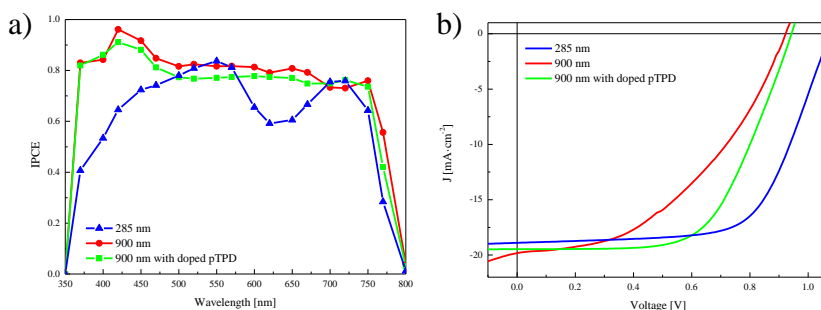 a)
1.0
0.8
0.6
0.4
0.2
0.0
IPCE
285 nm
900 nm
900 nm with doped pTPD
350 400 450 500 550 600 650 700 750 800
Wavelength [nm]
b)
0
-5
-10
-15
-20
J [mA·cm⁻²]
285 nm
900 nm
900 nm with doped pTPD
0.0 0.2 0.4 0.6 0.8 1.0
Voltage [V]